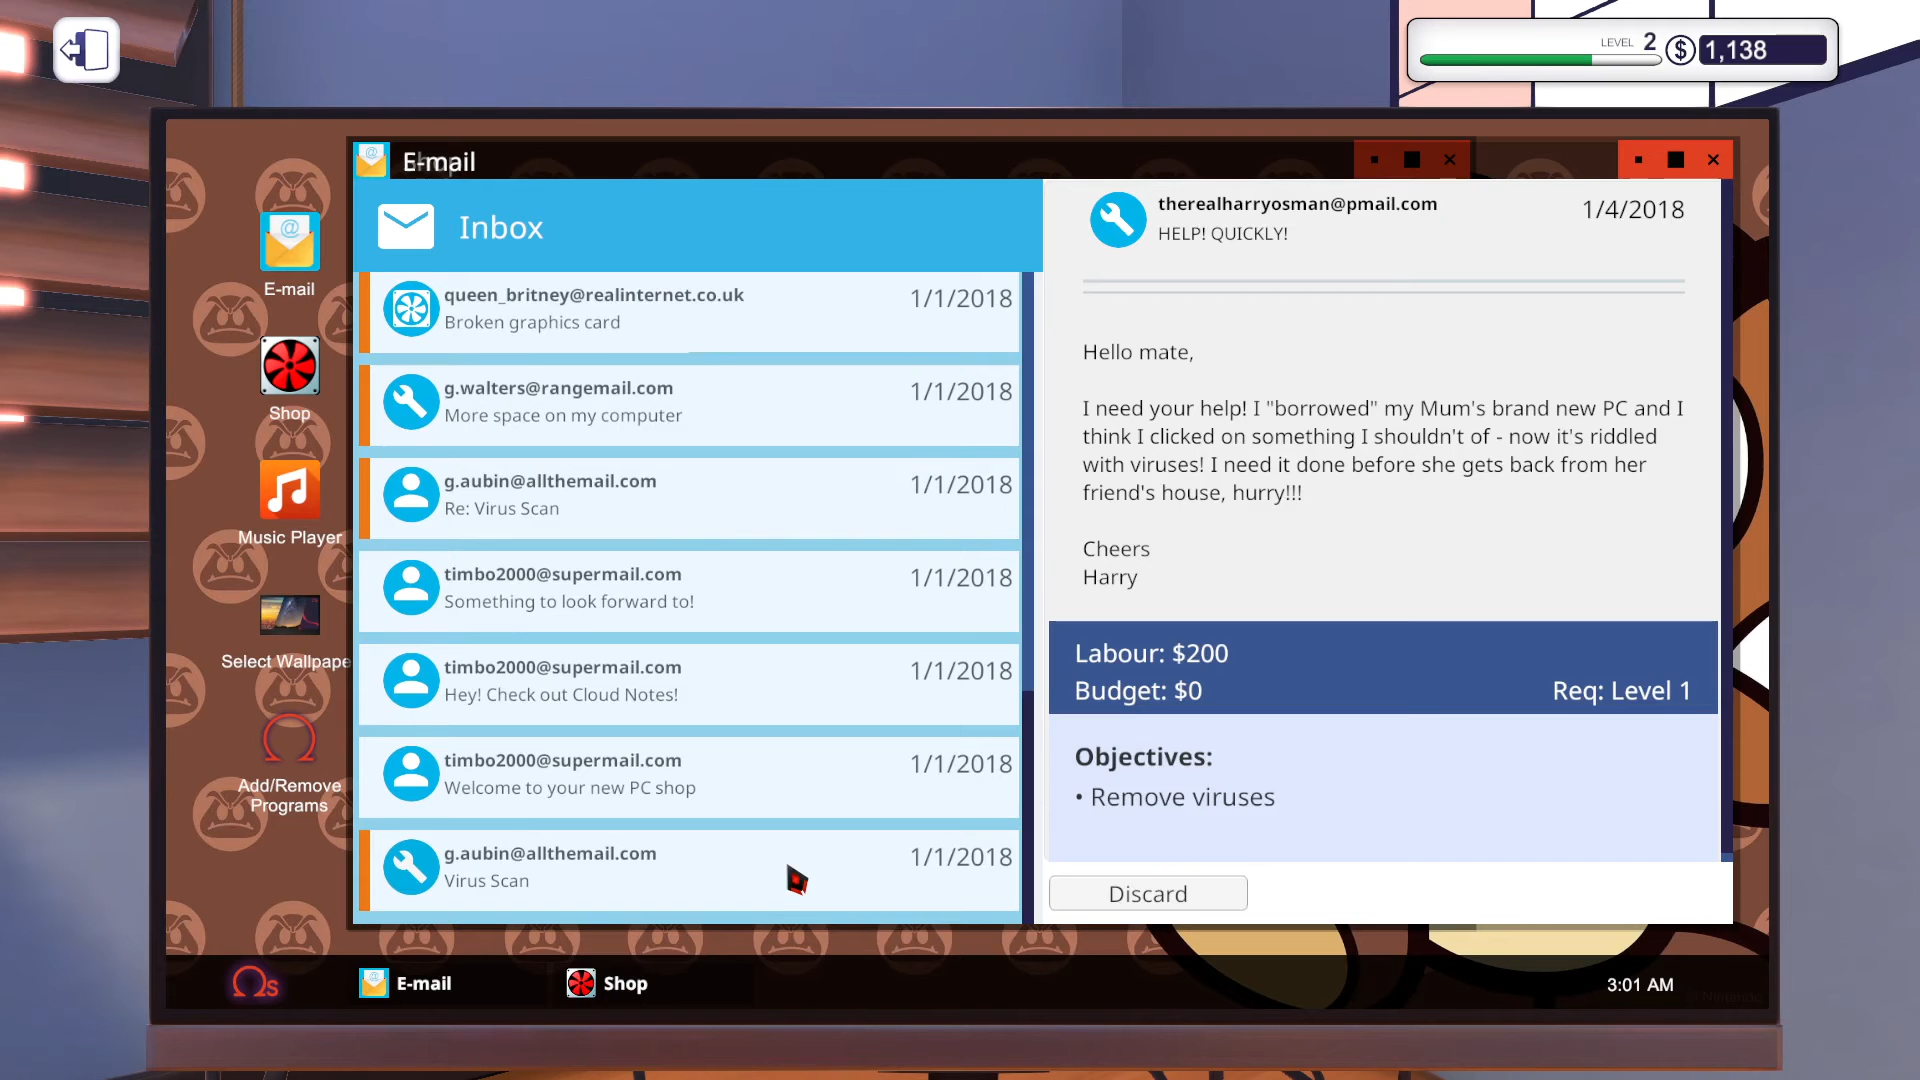 LEVEL 2
$ 1,138
E-mail
Inbox
queen_britney@realinternet.co.uk 1/1/2018
Broken graphics card
g.walters@rangemail.com 1/1/2018
More space on my computer
g.aubin@allthemail.com 1/1/2018
Re: Virus Scan
timbo2000@supermail.com 1/1/2018
Something to look forward to!
timbo2000@supermail.com 1/1/2018
Hey! Check out Cloud Notes!
timbo2000@supermail.com 1/1/2018
Welcome to your new PC shop
g.aubin@allthemail.com 1/1/2018
Virus Scan
therealharryosman@pmail.com 1/4/2018
HELP! QUICKLY!
Hello mate,
I need your help! I "borrowed" my Mum's brand new PC and I
think I clicked on something I shouldn't of - now it's riddled
with viruses! I need it done before she gets back from her
friend's house, hurry!!!
Cheers
Harry
Labour: $200
Budget: $0 Req: Level 1
Objectives:
• Remove viruses
Discard
E-mail
Shop
Music Player
Select Wallpape
Add/Remove
Programs
Ωs
E-mail
Shop
3:01 AM